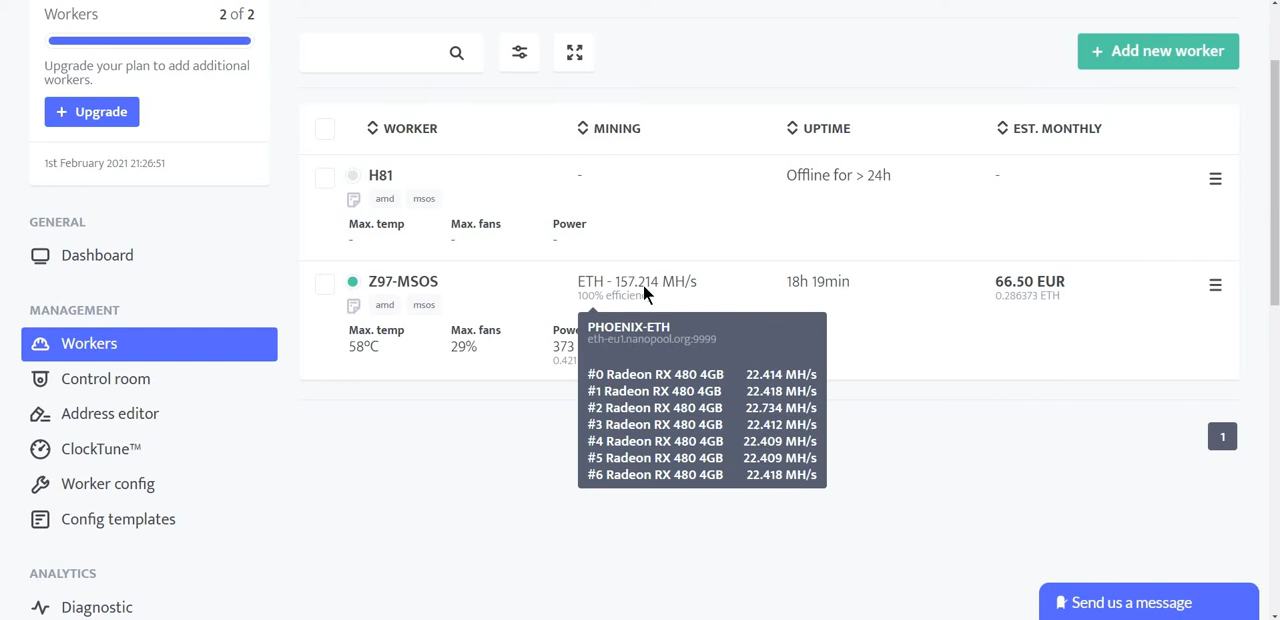 Workers 2 of 2
Upgrade your plan to add additional
workers.
+ Upgrade
1st February 2021 21:26:51
GENERAL
Dashboard
MANAGEMENT
Workers
Control room
Address editor
ClockTune™
Worker config
Config templates
ANALYTICS
Diagnostic
+ Add new worker
WORKER MINING UPTIME EST. MONTHLY
H81 - Offline for > 24h -
amd msos
Max. temp Max. fans Power
- - -
Z97-MSOS ETH - 157.214 MH/s 18h 19min 66.50 EUR
100% 0.286373 ETH
amd msos
Max. temp Max. fans
58°C 29% 373
0.421
PHOENIX-ETH
eth-eu1.nanopool.org:9999
#0 Radeon RX 480 4GB 22.414 MH/s
#1 Radeon RX 480 4GB 22.418 MH/s
#2 Radeon RX 480 4GB 22.734 MH/s
#3 Radeon RX 480 4GB 22.412 MH/s
#4 Radeon RX 480 4GB 22.409 MH/s
#5 Radeon RX 480 4GB 22.409 MH/s
#6 Radeon RX 480 4GB 22.418 MH/s
1
Send us a message